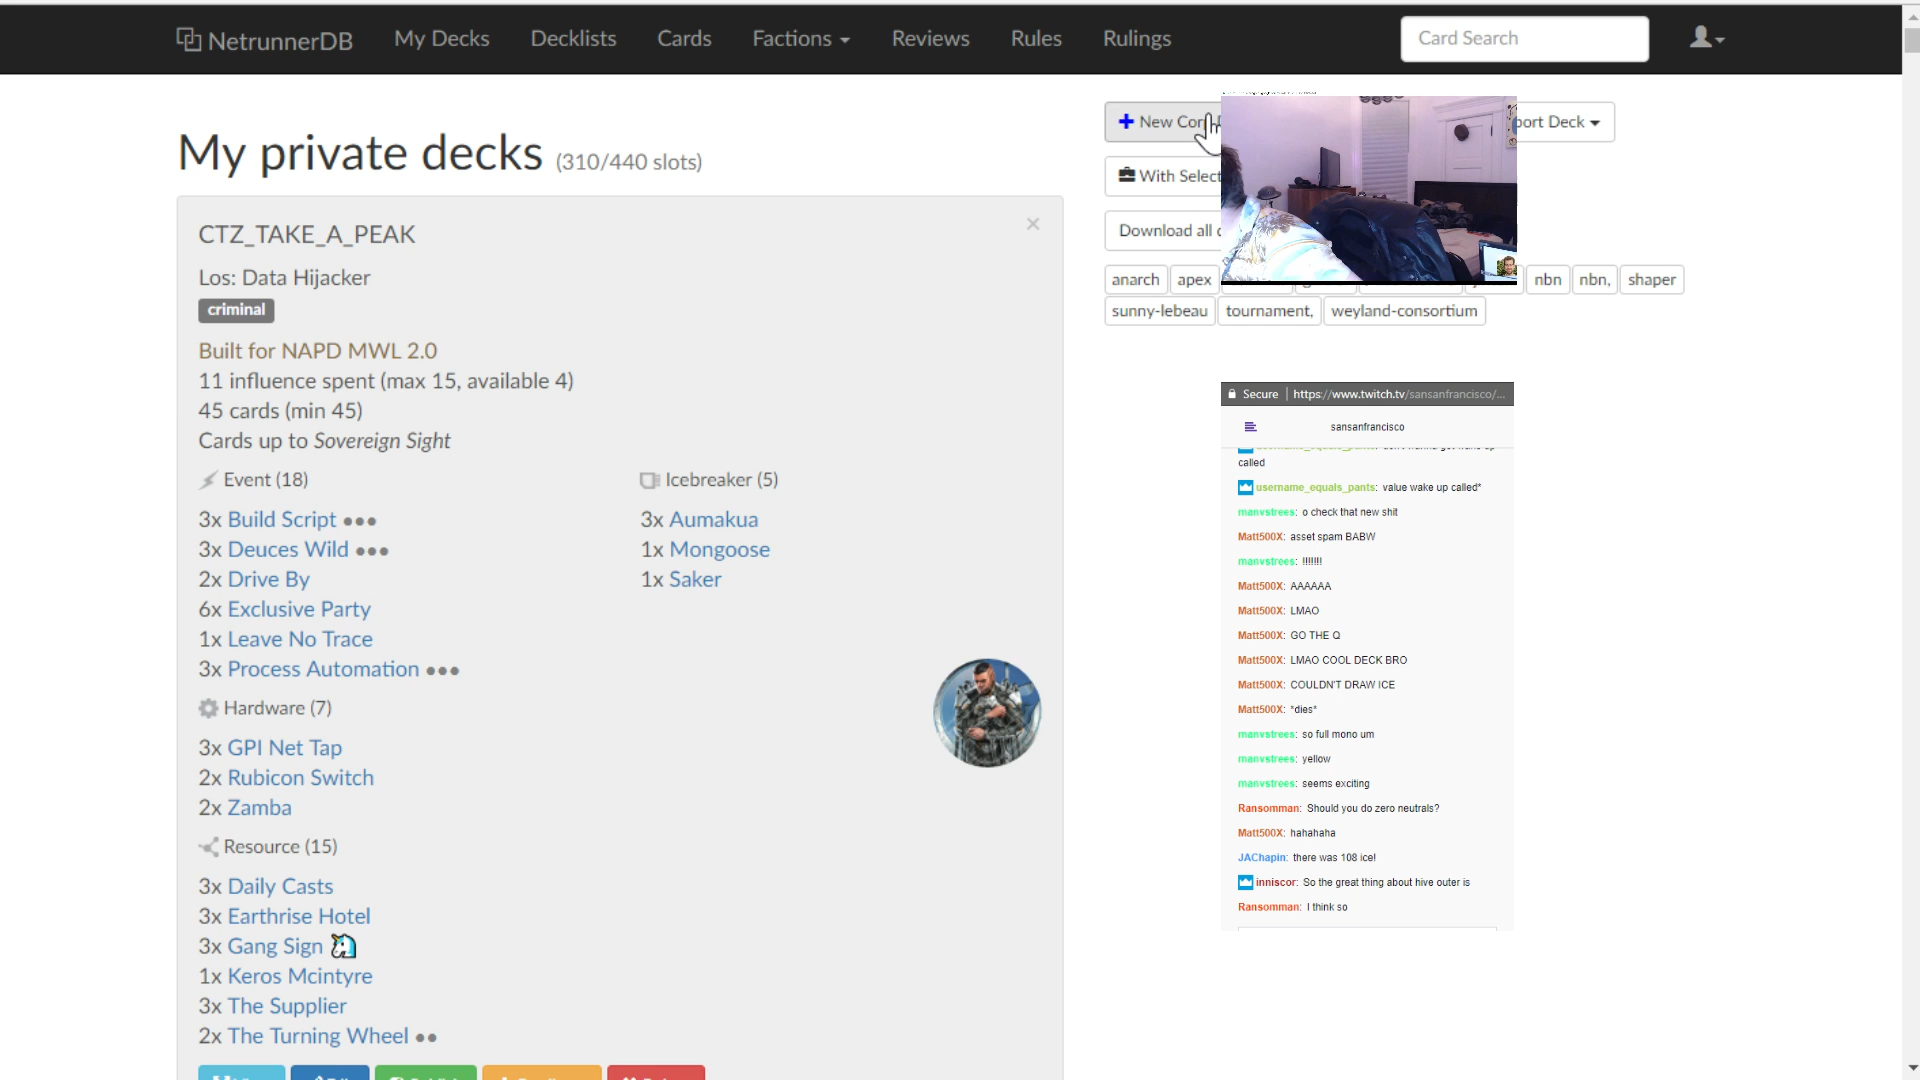 NetrunnerDB My Decks Decklists Cards Factions Reviews Rules Rulings Card Search
My private decks (310/440 slots)
CTZ_TAKE_A_PEAK
Los: Data Hijacker
criminal
Built for NAPD MWL 2.0
11 influence spent (max 15, available 4)
45 cards (min 45)
Cards up to Sovereign Sight
Event (18)
3x Build Script
3x Deuces Wild
2x Drive By
6x Exclusive Party
1x Leave No Trace
3x Process Automation
Hardware (7)
3x GPI Net Tap
2x Rubicon Switch
2x Zamba
Resource (15)
3x Daily Casts
3x Earthrise Hotel
3x Gang Sign
1x Keros Mcintyre
3x The Supplier
2x The Turning Wheel
Icebreaker (5)
3x Aumakua
1x Mongoose
1x Saker
New Deck
With
Download all
anarch apex nbn nbn, shaper
sunny-lebeau tournament, weyland-consortium
Secure https://www.twitch.tv/sansanfrancisco/...
sansanfrancisco
called
username_equals_pants: value wake up called*
manvstrees: o check that new shit
Matt500X: asset spam BABW
manvstrees: !!!!!!!
Matt500X: AAAAAA
Matt500X: LMAO
Matt500X: GO THE Q
Matt500X: LMAO COOL DECK BRO
Matt500X: COULDN'T DRAW ICE
Matt500X: *dies*
manvstrees: so full mono um
manvstrees: yellow
manvstrees: seems exciting
Ransomman: Should you do zero neutrals?
Matt500X: hahahaha
JAChapin: there was 108 ice!
inniscor: So the great thing about hive outer is
Ransomman: I think so